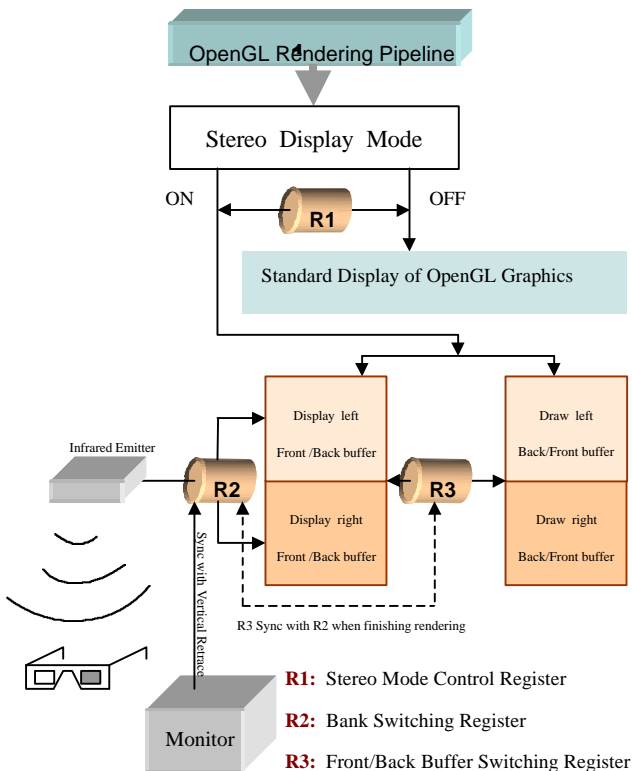 OpenGL Rendering Pipeline
Stereo Display Mode
ON
OFF
R1
Standard Display of OpenGL Graphics
Infrared Emitter
Display left
Front /Back buffer
Draw left
Back/Front buffer
R2
R3
Display right
Front /Back buffer
Draw right
Back/Front buffer
Sync with Vertical Retrace
R3 Sync with R2 when finishing rendering
Monitor
R1: Stereo Mode Control Register
R2: Bank Switching Register
R3: Front/Back Buffer Switching Register